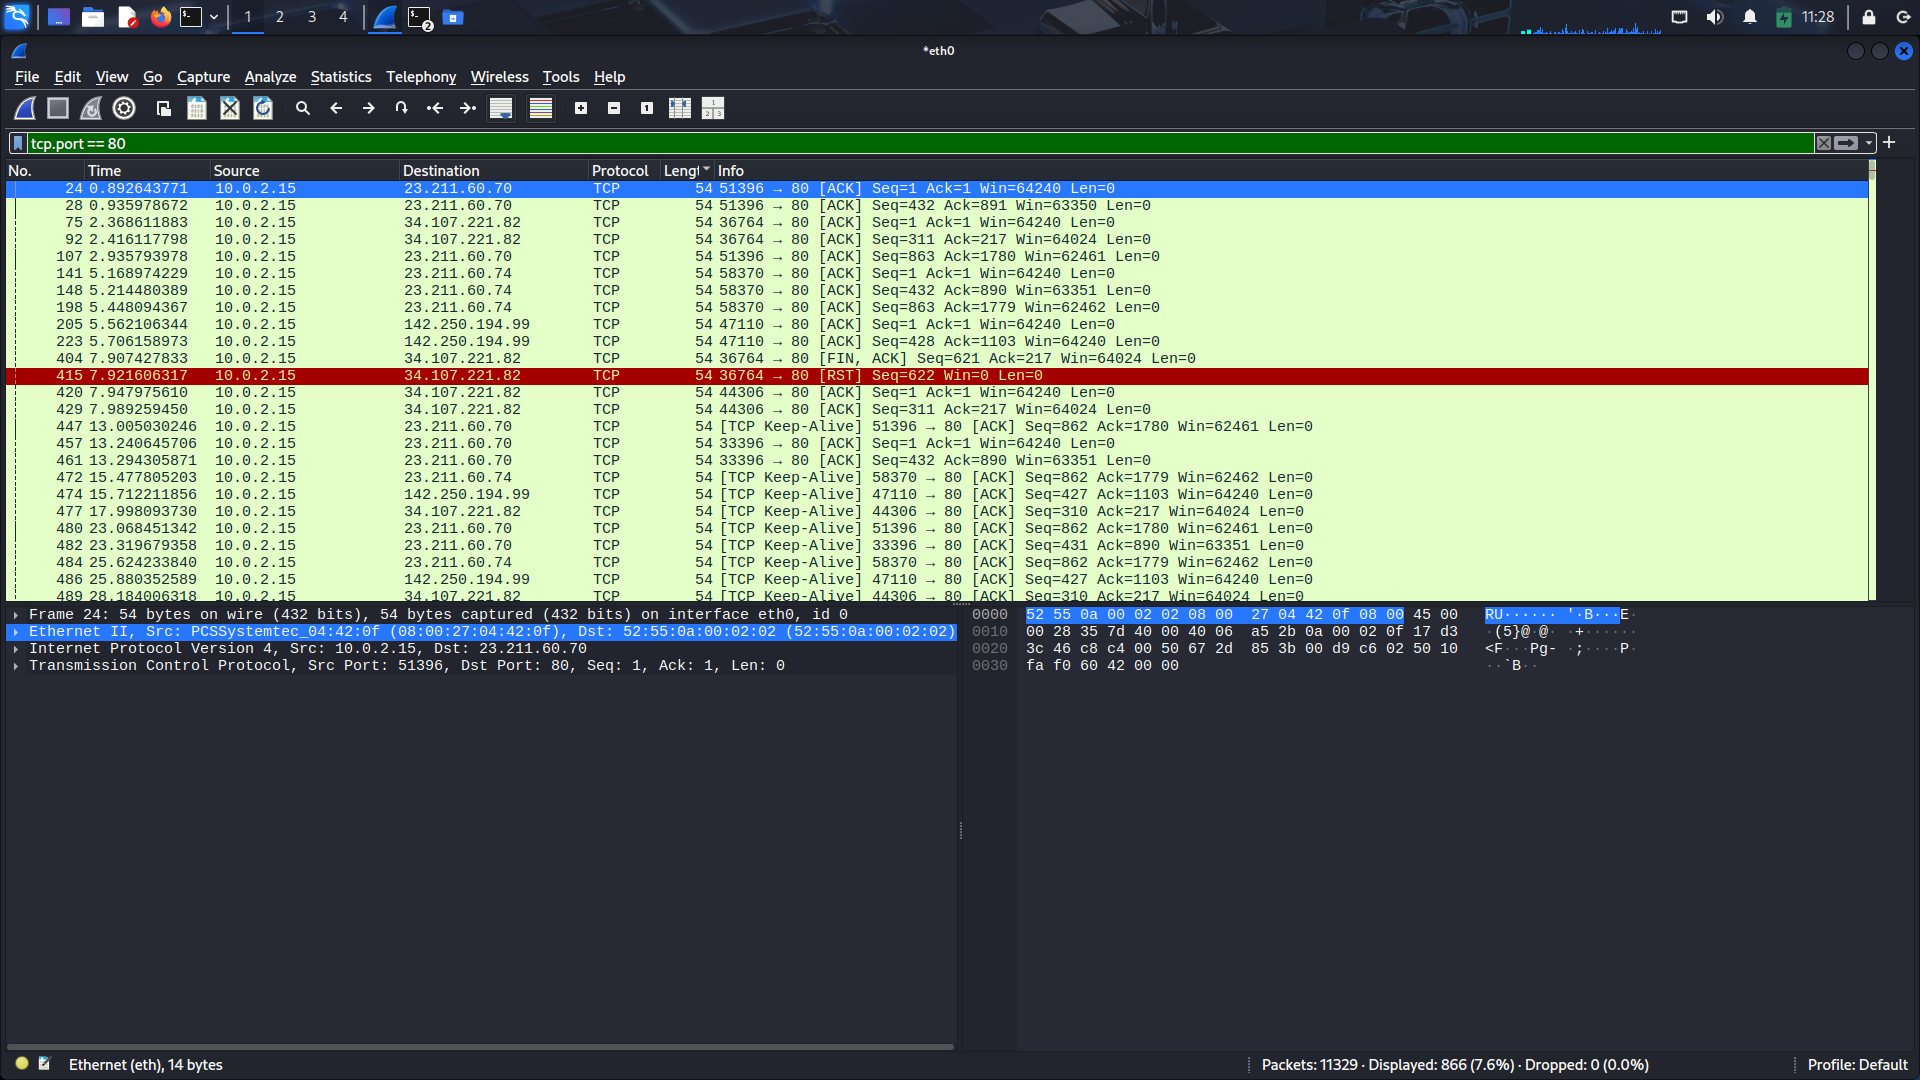 1 2 3 4 2 11:28
*eth0
File Edit View Go Capture Analyze Statistics Telephony Wireless Tools Help
tcp.port == 80
No. Time Source Destination Protocol Lengt Info
24 0.892643771 10.0.2.15 23.211.60.70 TCP 54 51396 → 80 [ACK] Seq=1 Ack=1 Win=64240 Len=0
28 0.935978672 10.0.2.15 23.211.60.70 TCP 54 51396 → 80 [ACK] Seq=432 Ack=891 Win=63350 Len=0
75 2.368611883 10.0.2.15 34.107.221.82 TCP 54 36764 → 80 [ACK] Seq=1 Ack=1 Win=64240 Len=0
92 2.416117798 10.0.2.15 34.107.221.82 TCP 54 36764 → 80 [ACK] Seq=311 Ack=217 Win=64024 Len=0
107 2.935793978 10.0.2.15 23.211.60.70 TCP 54 51396 → 80 [ACK] Seq=863 Ack=1780 Win=62461 Len=0
141 5.168974229 10.0.2.15 23.211.60.74 TCP 54 58370 → 80 [ACK] Seq=1 Ack=1 Win=64240 Len=0
148 5.214480389 10.0.2.15 23.211.60.74 TCP 54 58370 → 80 [ACK] Seq=432 Ack=890 Win=63351 Len=0
198 5.448094367 10.0.2.15 23.211.60.74 TCP 54 58370 → 80 [ACK] Seq=863 Ack=1779 Win=62462 Len=0
205 5.562106344 10.0.2.15 142.250.194.99 TCP 54 47110 → 80 [ACK] Seq=1 Ack=1 Win=64240 Len=0
223 5.706158973 10.0.2.15 142.250.194.99 TCP 54 47110 → 80 [ACK] Seq=428 Ack=1103 Win=64240 Len=0
404 7.907427833 10.0.2.15 34.107.221.82 TCP 54 36764 → 80 [FIN, ACK] Seq=621 Ack=217 Win=64024 Len=0
415 7.921606317 10.0.2.15 34.107.221.82 TCP 54 36764 → 80 [RST] Seq=622 Win=0 Len=0
420 7.947975610 10.0.2.15 34.107.221.82 TCP 54 44306 → 80 [ACK] Seq=1 Ack=1 Win=64240 Len=0
429 7.989259450 10.0.2.15 34.107.221.82 TCP 54 44306 → 80 [ACK] Seq=311 Ack=217 Win=64024 Len=0
447 13.005030246 10.0.2.15 23.211.60.70 TCP 54 [TCP Keep-Alive] 51396 → 80 [ACK] Seq=862 Ack=1780 Win=62461 Len=0
457 13.240645706 10.0.2.15 23.211.60.70 TCP 54 33396 → 80 [ACK] Seq=1 Ack=1 Win=64240 Len=0
461 13.294305871 10.0.2.15 23.211.60.70 TCP 54 33396 → 80 [ACK] Seq=432 Ack=890 Win=63351 Len=0
472 15.477805203 10.0.2.15 23.211.60.74 TCP 54 [TCP Keep-Alive] 58370 → 80 [ACK] Seq=862 Ack=1779 Win=62462 Len=0
474 15.712211856 10.0.2.15 142.250.194.99 TCP 54 [TCP Keep-Alive] 47110 → 80 [ACK] Seq=427 Ack=1103 Win=64240 Len=0
477 17.998093730 10.0.2.15 34.107.221.82 TCP 54 [TCP Keep-Alive] 44306 → 80 [ACK] Seq=310 Ack=217 Win=64024 Len=0
480 23.068451342 10.0.2.15 23.211.60.70 TCP 54 [TCP Keep-Alive] 51396 → 80 [ACK] Seq=862 Ack=1780 Win=62461 Len=0
482 23.319679358 10.0.2.15 23.211.60.70 TCP 54 [TCP Keep-Alive] 33396 → 80 [ACK] Seq=431 Ack=890 Win=63351 Len=0
484 25.624233840 10.0.2.15 23.211.60.74 TCP 54 [TCP Keep-Alive] 58370 → 80 [ACK] Seq=862 Ack=1779 Win=62462 Len=0
486 25.880352589 10.0.2.15 142.250.194.99 TCP 54 [TCP Keep-Alive] 47110 → 80 [ACK] Seq=427 Ack=1103 Win=64240 Len=0
489 28.184006318 10.0.2.15 34.107.221.82 TCP 54 [TCP Keep-Alive] 44306 → 80 [ACK] Seq=310 Ack=217 Win=64024 Len=0
Frame 24: 54 bytes on wire (432 bits), 54 bytes captured (432 bits) on interface eth0, id 0
Ethernet II, Src: PCSSystemtec_04:42:0f (08:00:27:04:42:0f), Dst: 52:55:0a:00:02:02 (52:55:0a:00:02:02)
Internet Protocol Version 4, Src: 10.0.2.15, Dst: 23.211.60.70
Transmission Control Protocol, Src Port: 51396, Dst Port: 80, Seq: 1, Ack: 1, Len: 0
0000 52 55 0a 00 02 02 08 00 27 04 42 0f 08 00 45 00 RU······ '·B···E·
0010 00 28 35 7d 40 00 40 06 a5 2b 0a 00 02 0f 17 d3 ·(5}@·@· ·+······
0020 3c 46 c8 c4 00 50 67 2d 85 3b 00 d9 c6 02 50 10 <F···Pg- ·;····P·
0030 fa f0 60 42 00 00 ··`B··
Ethernet (eth), 14 bytes
Packets: 11329 · Displayed: 866 (7.6%) · Dropped: 0 (0.0%)
Profile: Default